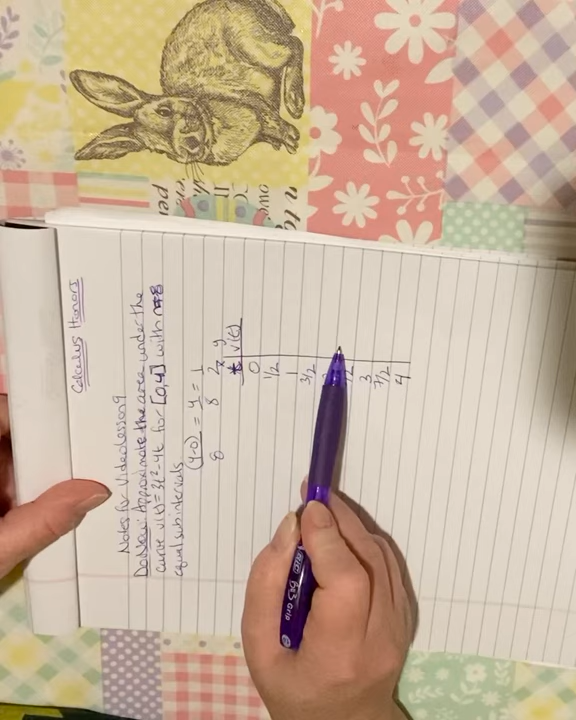 Calculus Honors
Notes for Video Lesson 9
Do Now: Approximate the area under the
curve v(t) = 3t²-4t for [0,4] with n=8
equal subintervals
(4-0) = 4 = 1
8 8 2
x y
t v(t)
0
1/2
1
3/2
3
7/2
4
BIC
Grip